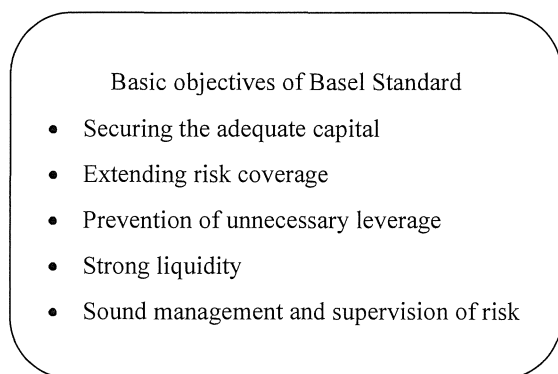 Basic objectives of Basel Standard
• Securing the adequate capital
• Extending risk coverage
• Prevention of unnecessary leverage
• Strong liquidity
• Sound management and supervision of risk